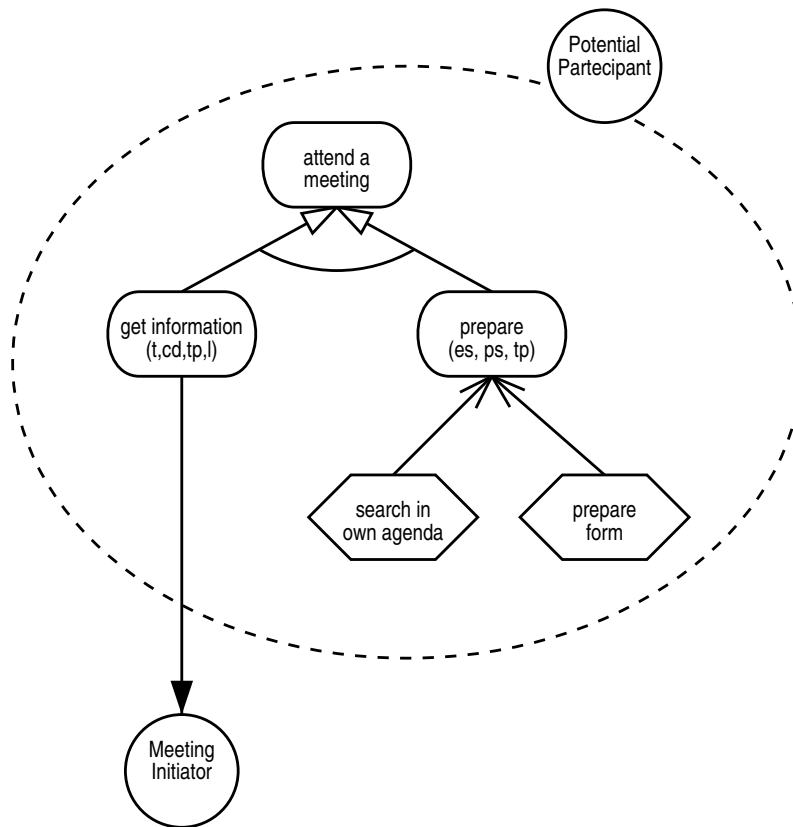 Potential
Partecipant
attend a
meeting
get information
(t,cd,tp,l)
prepare
(es, ps, tp)
search in
own agenda
prepare
form
Meeting
Initiator